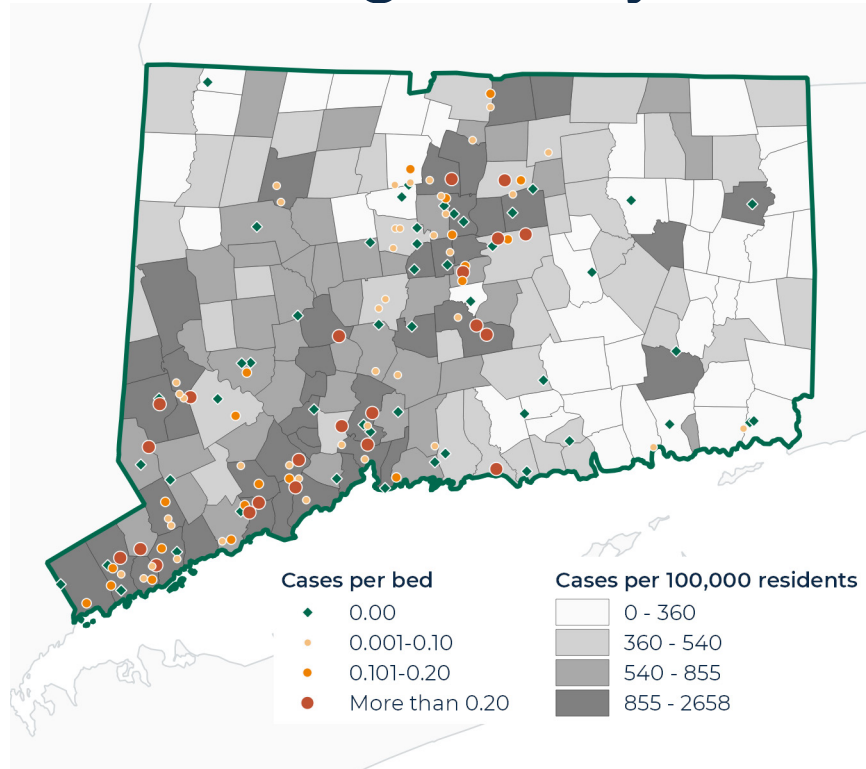 Cases per bed
0.00
0.001-0.10
0.101-0.20
More than 0.20
Cases per 100,000 residents
0 - 360
360 - 540
540 - 855
855 - 2658